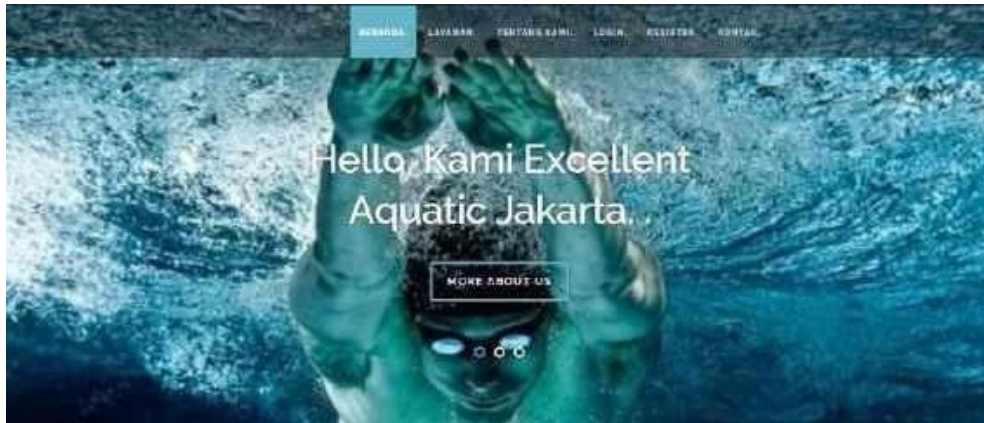 BERANDA LAYANAN TENTANG KAMI LOGIN REGISTER KONTAK
Hello, Kami Excellent
Aquatic Jakarta. .
MORE ABOUT US